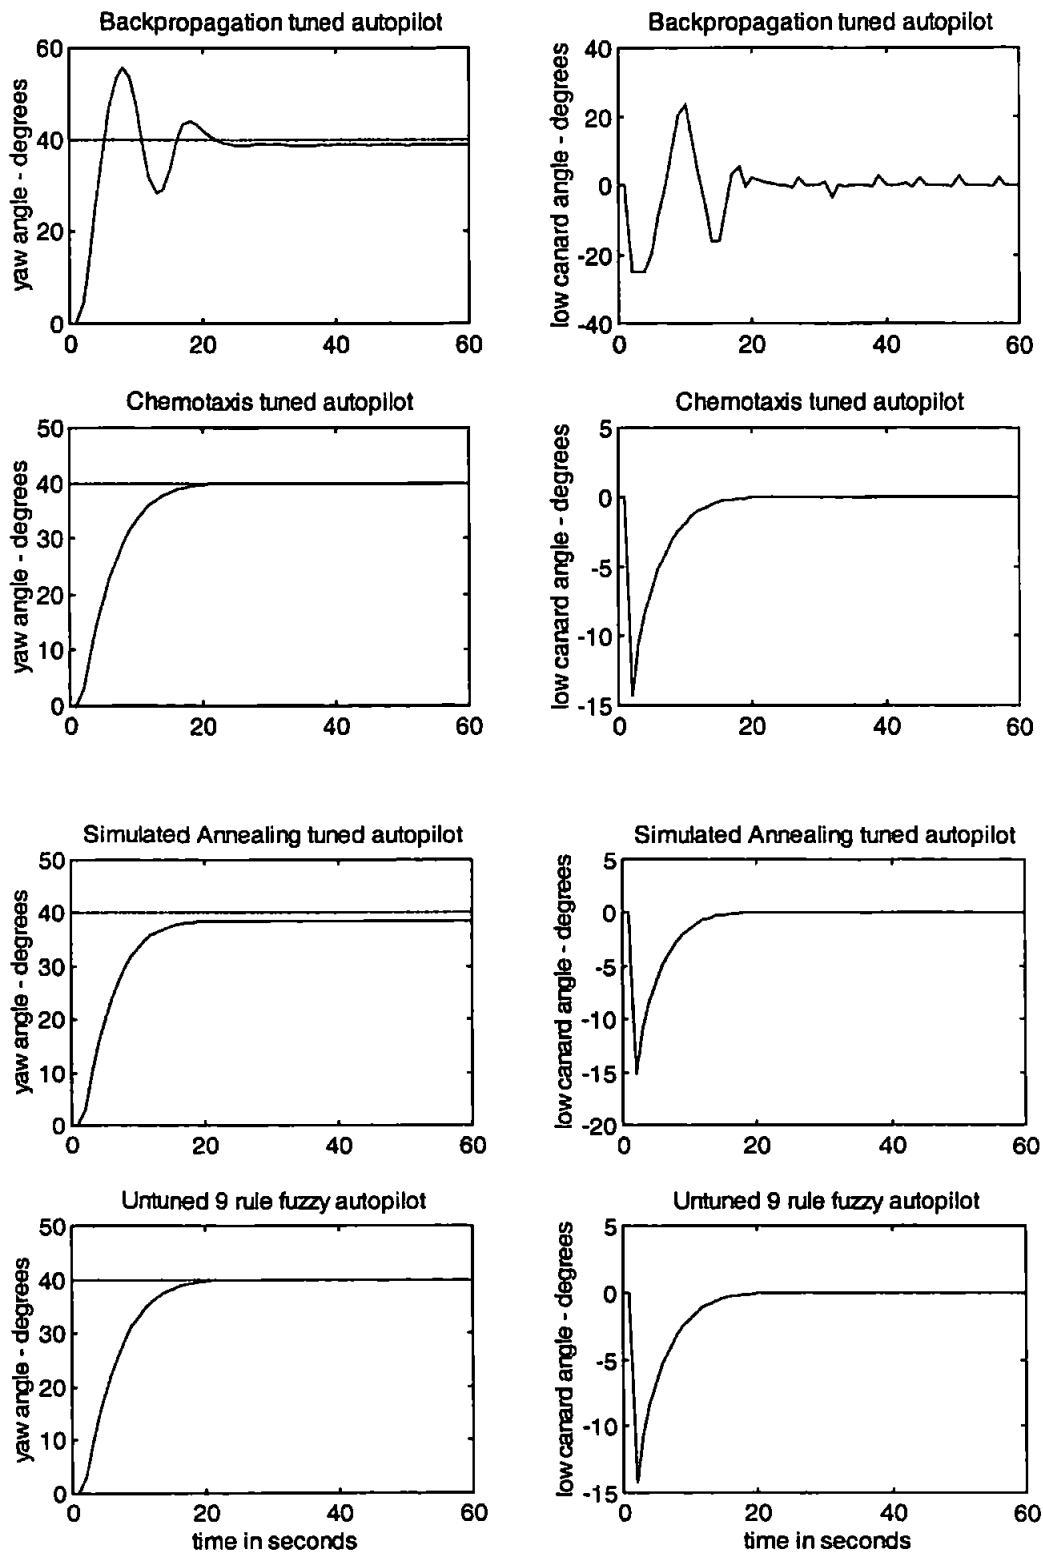 Backpropagation tuned autopilot
yaw angle - degrees
60
40
20
0
0 20 40 60
Backpropagation tuned autopilot
low canard angle - degrees
40
20
0
-20
-40
0 20 40 60
Chemotaxis tuned autopilot
yaw angle - degrees
50
40
30
20
10
0
0 20 40 60
Chemotaxis tuned autopilot
low canard angle - degrees
5
0
-5
-10
-15
0 20 40 60
Simulated Annealing tuned autopilot
yaw angle - degrees
50
40
30
20
10
0
0 20 40 60
Simulated Annealing tuned autopilot
low canard angle - degrees
5
0
-5
-10
-15
-20
0 20 40 60
Untuned 9 rule fuzzy autopilot
yaw angle - degrees
50
40
30
20
10
0
0 20 40 60
time in seconds
Untuned 9 rule fuzzy autopilot
low canard angle - degrees
5
0
-5
-10
-15
0 20 40 60
time in seconds